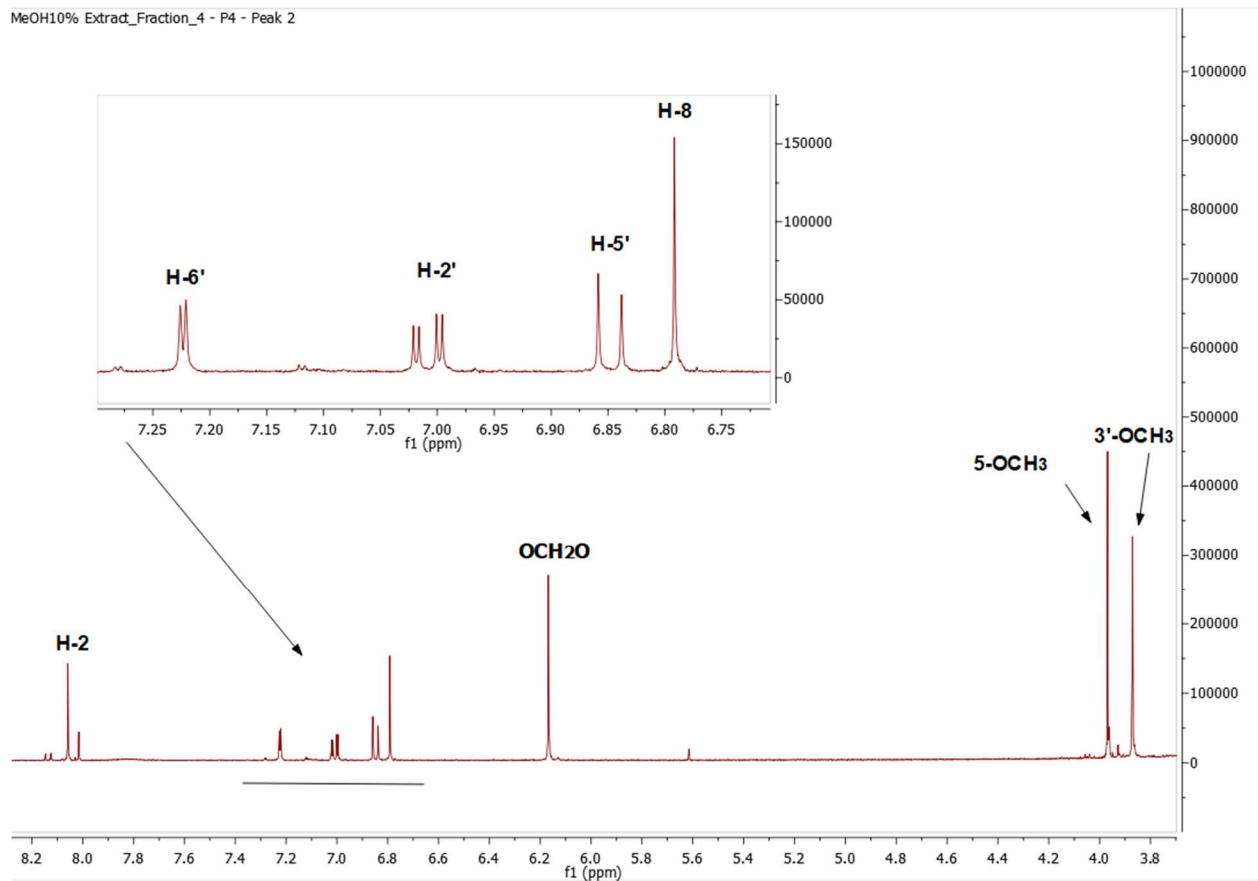 MeOH10% Extract_Fraction_4 - P4 - Peak 2
H-8
H-6'
H-2'
H-5'
150000
100000
50000
0
7.25 7.20 7.15 7.10 7.05 7.00 6.95 6.90 6.85 6.80 6.75
f1 (ppm)
1000000
900000
800000
700000
600000
500000
400000
300000
200000
100000
0
3'-OCH3
5-OCH3
OCH2O
H-2
8.2 8.0 7.8 7.6 7.4 7.2 7.0 6.8 6.6 6.4 6.2 6.0 5.8 5.6 5.4 5.2 5.0 4.8 4.6 4.4 4.2 4.0 3.8
f1 (ppm)